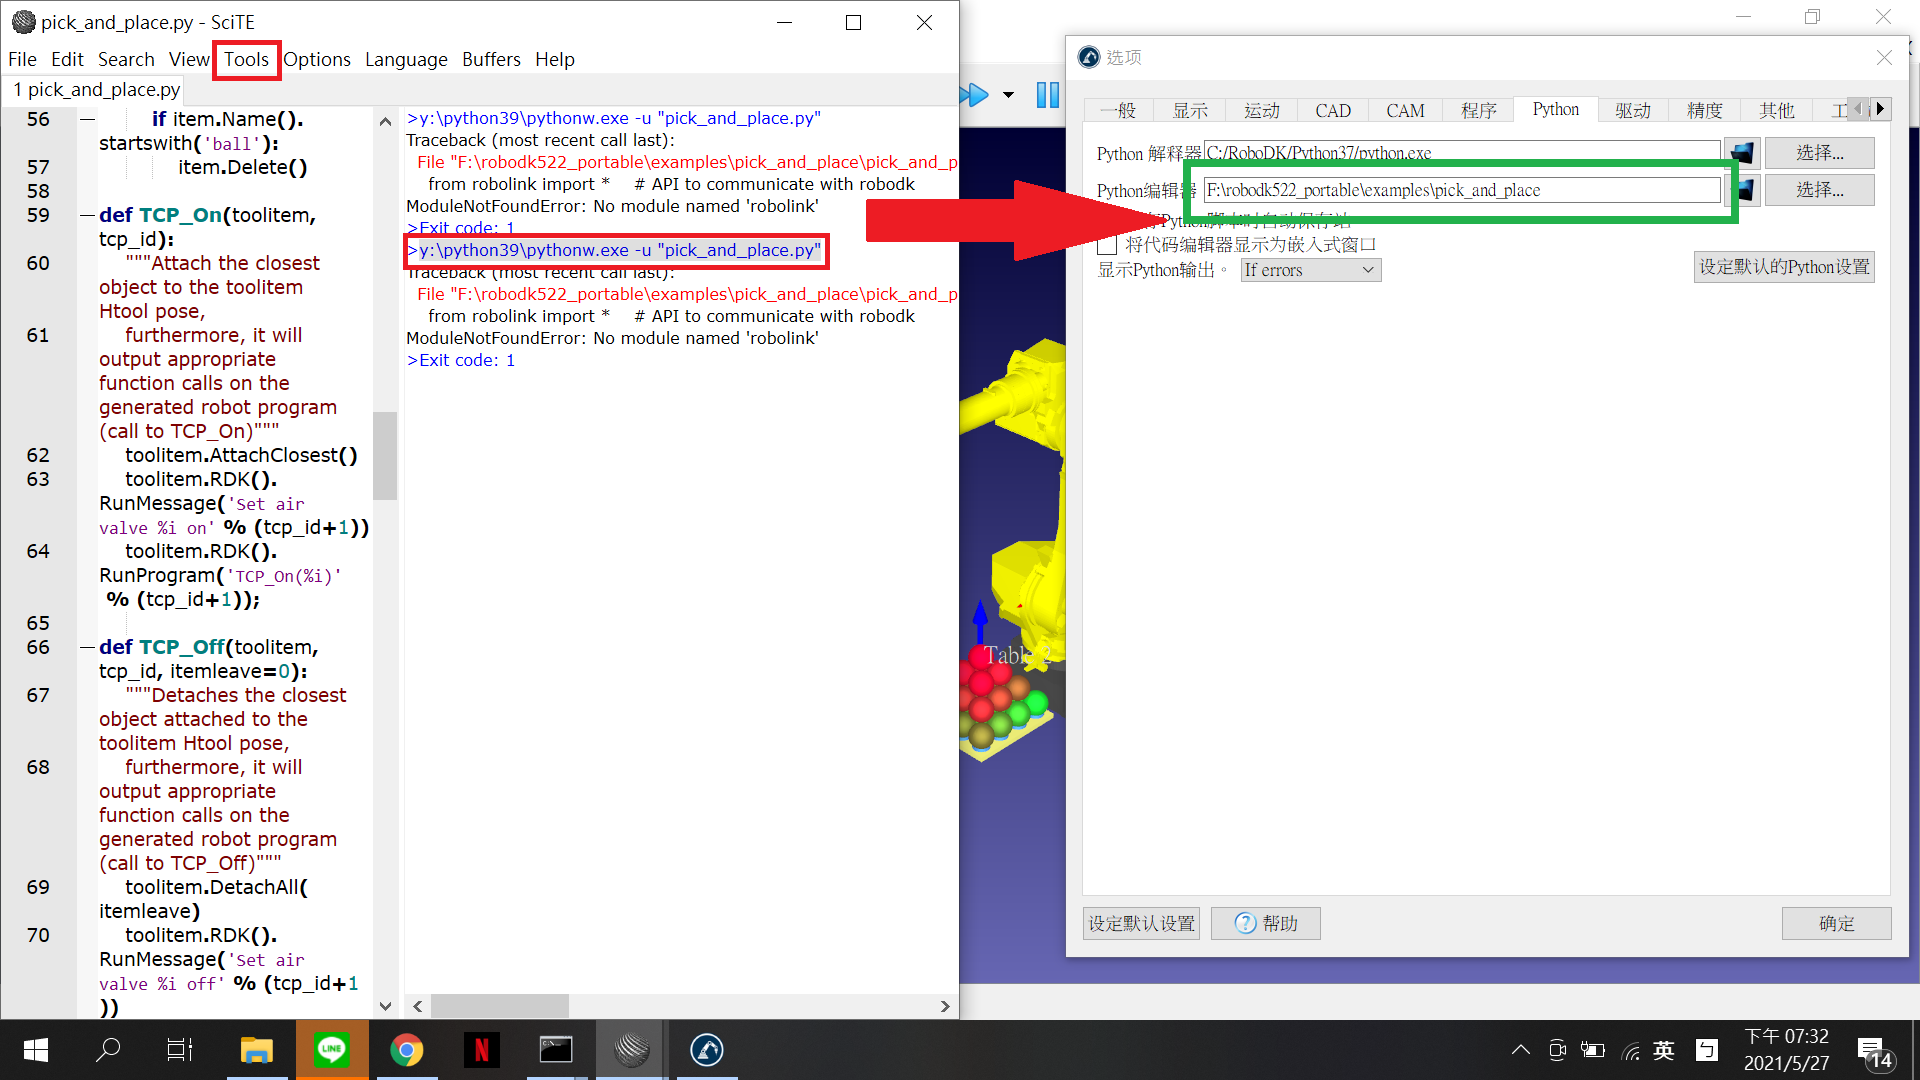 pick_and_place.py - SciTE
File Edit Search View Tools Options Language Buffers Help
1 pick_and_place.py
56 if item.Name().
startswith('ball'):
57 item.Delete()
58
59 def TCP_On(toolitem,
tcp_id):
60 """Attach the closest
object to the toolitem
Htool pose,
61 furthermore, it will
output appropriate
function calls on the
generated robot program
(call to TCP_On)"""
62 toolitem.AttachClosest()
63 toolitem.RDK().
RunMessage('Set air
valve %i on' % (tcp_id+1))
64 toolitem.RDK().
RunProgram('TCP_On(%i)'
% (tcp_id+1));
65
66 def TCP_Off(toolitem,
tcp_id, itemleave=0):
67 """Detaches the closest
object attached to the
toolitem Htool pose,
68 furthermore, it will
output appropriate
function calls on the
generated robot program
(call to TCP_Off)"""
69 toolitem.DetachAll(
itemleave)
70 toolitem.RDK().
RunMessage('Set air
valve %i off' % (tcp_id+1
))
>y:\python39\pythonw.exe -u "pick_and_place.py"
Traceback (most recent call last):
File "F:\robodk522_portable\examples\pick_and_place\pick_and_p
from robolink import * # API to communicate with robodk
ModuleNotFoundError: No module named 'robolink'
>Exit code: 1
>y:\python39\pythonw.exe -u "pick_and_place.py"
Traceback (most recent call last):
File "F:\robodk522_portable\examples\pick_and_place\pick_and_p
from robolink import * # API to communicate with robodk
ModuleNotFoundError: No module named 'robolink'
>Exit code: 1
选项
一般 显示 运动 CAD CAM 程序 Python 驱动 精度 其他 工
Python 解释器 C:/RoboDK/Python37/python.exe 选择...
Python编辑器 F:\robodk522_portable\examples\pick_and_place 选择...
Python脚本时自动保存站
将代码编辑器显示为嵌入式窗口
显示Python输出。 If errors
设定默认的Python设置
设定默认设置 帮助 确定
Table 2
LINE
英
ㄅ
下午 07:32
2021/5/27
14